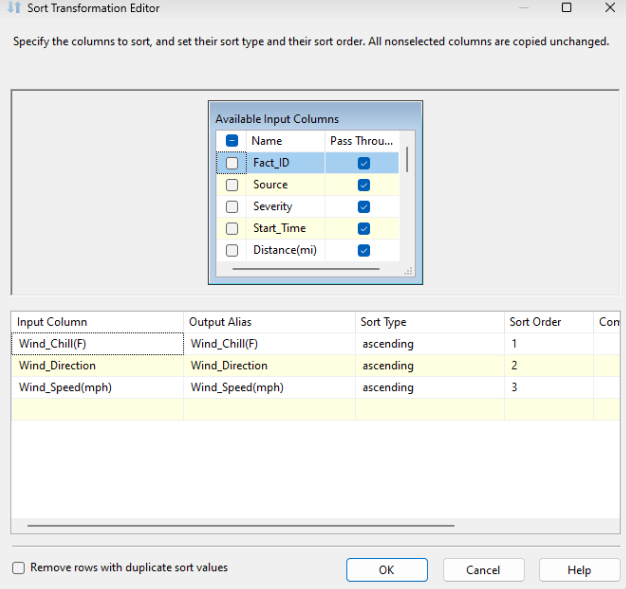 Sort Transformation Editor
Specify the columns to sort, and set their sort type and their sort order. All nonselected columns are copied unchanged.
Available Input Columns
Name Pass Throu...
Fact_ID
Source
Severity
Start_Time
Distance(mi)
Input Column Output Alias Sort Type Sort Order Con
Wind_Chill(F) Wind_Chill(F) ascending 1
Wind_Direction Wind_Direction ascending 2
Wind_Speed(mph) Wind_Speed(mph) ascending 3
Remove rows with duplicate sort values
OK Cancel Help